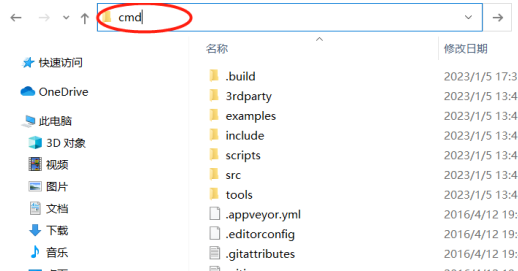 cmd
名称 修改日期
快速访问
OneDrive
此电脑
3D 对象
视频
图片
文档
下载
音乐
.build 2023/1/5 17:3
3rdparty 2023/1/5 13:4
examples 2023/1/5 13:4
include 2023/1/5 13:4
scripts 2023/1/5 13:4
src 2023/1/5 13:4
tools 2023/1/5 13:4
.appveyor.yml 2016/4/12 19:
.editorconfig 2016/4/12 19:
.gitattributes 2016/4/12 19: